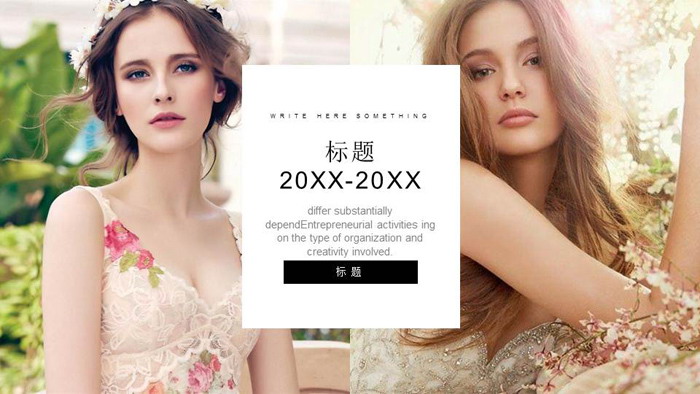 WRITE HERE SOMETHING
标题
20XX-20XX
differ substantially
dependEntrepreneurial activities ing
on the type of organization and
creativity involved.
标题